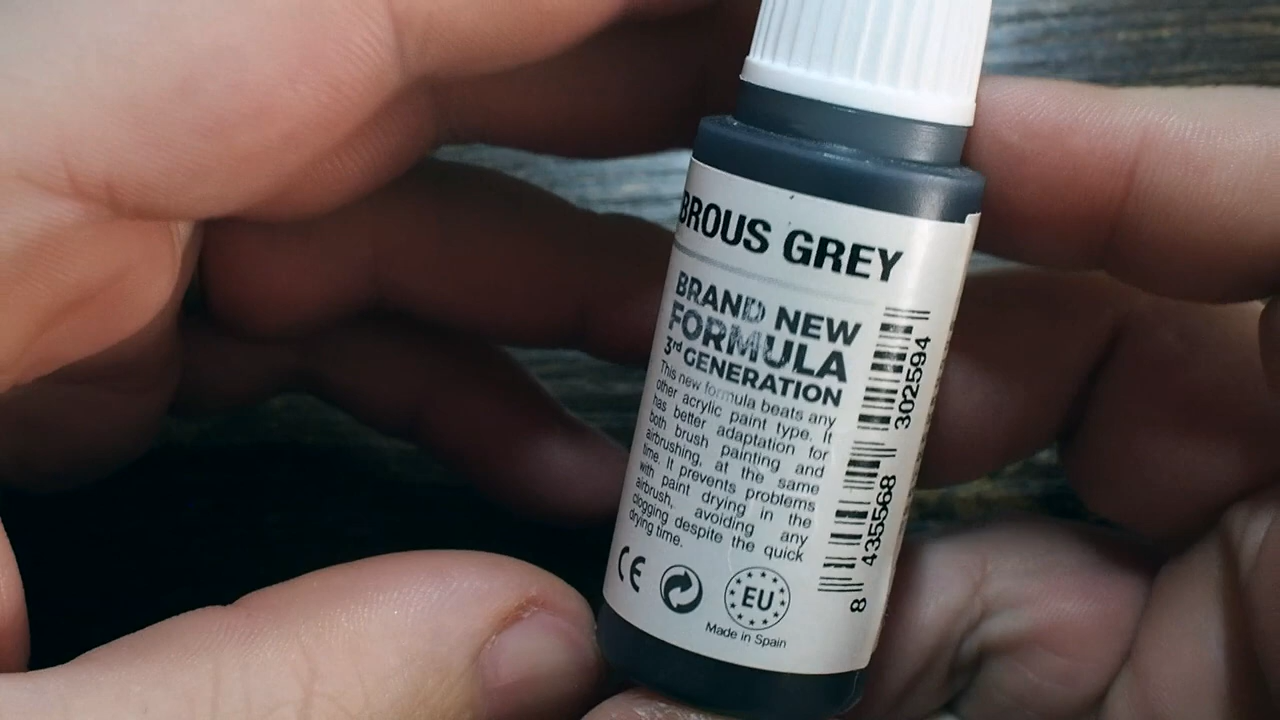 BROUS GREY
BRAND NEW
FORMULA
3rd GENERATION
This new formula beats any
other acrylic paint type. It
has better adaptation for
both brush painting and
airbrushing, at the same
time. It prevents problems
with paint drying in the
airbrush, avoiding any
clogging despite the quick
drying time.
CE
EU
Made in Spain
8 435568 302594